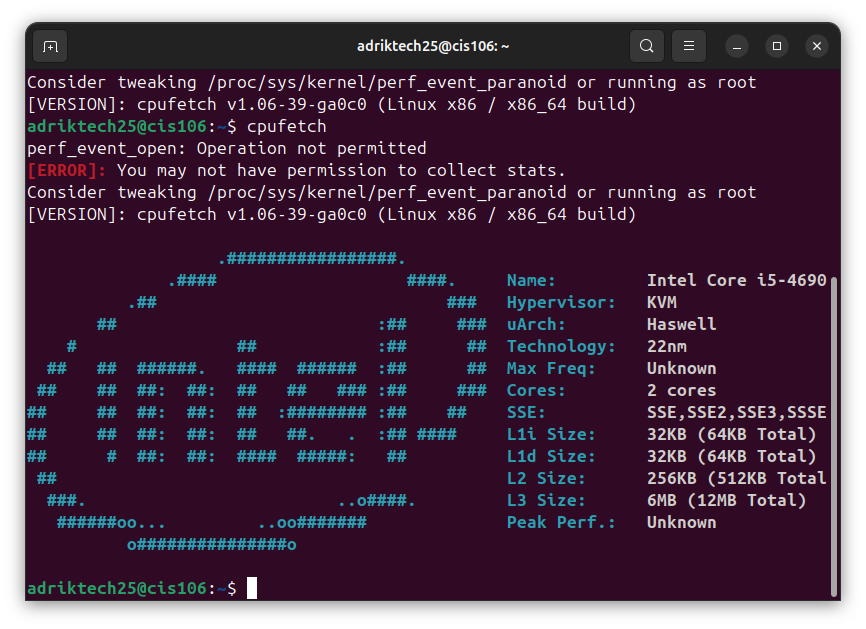 adriktech25@cis106: ~
Consider tweaking /proc/sys/kernel/perf_event_paranoid or running as root
[VERSION]: cpufetch v1.06-39-ga0c0 (Linux x86 / x86_64 build)
adriktech25@cis106:~$ cpufetch
perf_event_open: Operation not permitted
[ERROR]: You may not have permission to collect stats.
Consider tweaking /proc/sys/kernel/perf_event_paranoid or running as root
[VERSION]: cpufetch v1.06-39-ga0c0 (Linux x86 / x86_64 build)
Name: Intel Core i5-4690
Hypervisor: KVM
uArch: Haswell
Technology: 22nm
Max Freq: Unknown
Cores: 2 cores
SSE: SSE,SSE2,SSE3,SSSE
L1i Size: 32KB (64KB Total)
L1d Size: 32KB (64KB Total)
L2 Size: 256KB (512KB Total
L3 Size: 6MB (12MB Total)
Peak Perf.: Unknown
adriktech25@cis106:~$